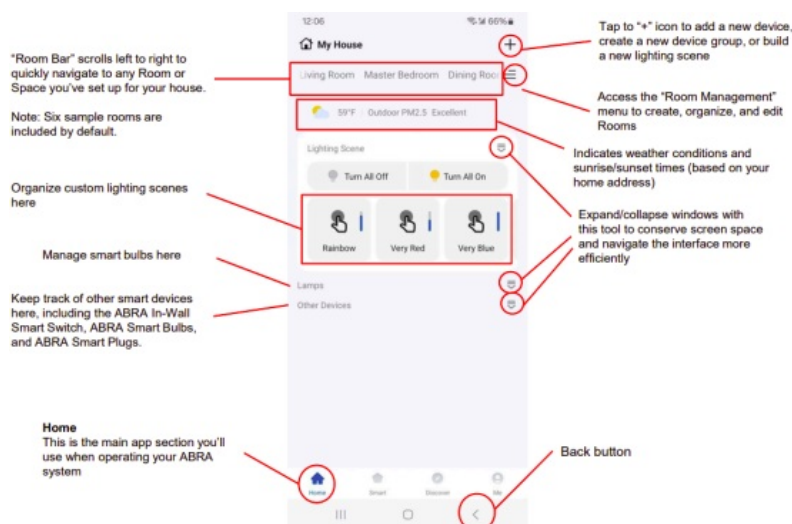 12:06
66%
My House
Tap to "+" icon to add a new device,
create a new device group, or build
a new lighting scene
"Room Bar" scrolls left to right to
quickly navigate to any Room or
Space you've set up for your house.
Living Room Master Bedroom Dining Roo
Note: Six sample rooms are
included by default.
Access the "Room Management"
menu to create, organize, and edit
Rooms
59°F Outdoor PM2.5 Excellent
Indicates weather conditions and
sunrise/sunset times (based on your
home address)
Lighting Scene
Turn All Off Turn All On
Organize custom lighting scenes
here
Rainbow Very Red Very Blue
Expand/collapse windows with
this tool to conserve screen space
and navigate the interface more
efficiently
Manage smart bulbs here
Lamps
Keep track of other smart devices
here, including the ABRA In-Wall
Smart Switch, ABRA Smart Bulbs,
and ABRA Smart Plugs.
Other Devices
Home
This is the main app section you'll
use when operating your ABRA
system
Back button
Home Smart Discover Me